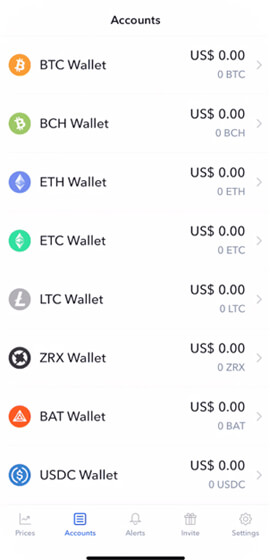 Accounts
BTC Wallet US$ 0.00
0 BTC
BCH Wallet US$ 0.00
0 BCH
ETH Wallet US$ 0.00
0 ETH
ETC Wallet US$ 0.00
0 ETC
LTC Wallet US$ 0.00
0 LTC
ZRX Wallet US$ 0.00
0 ZRX
BAT Wallet US$ 0.00
0 BAT
USDC Wallet US$ 0.00
0 USDC
Prices Accounts Alerts Invite Settings